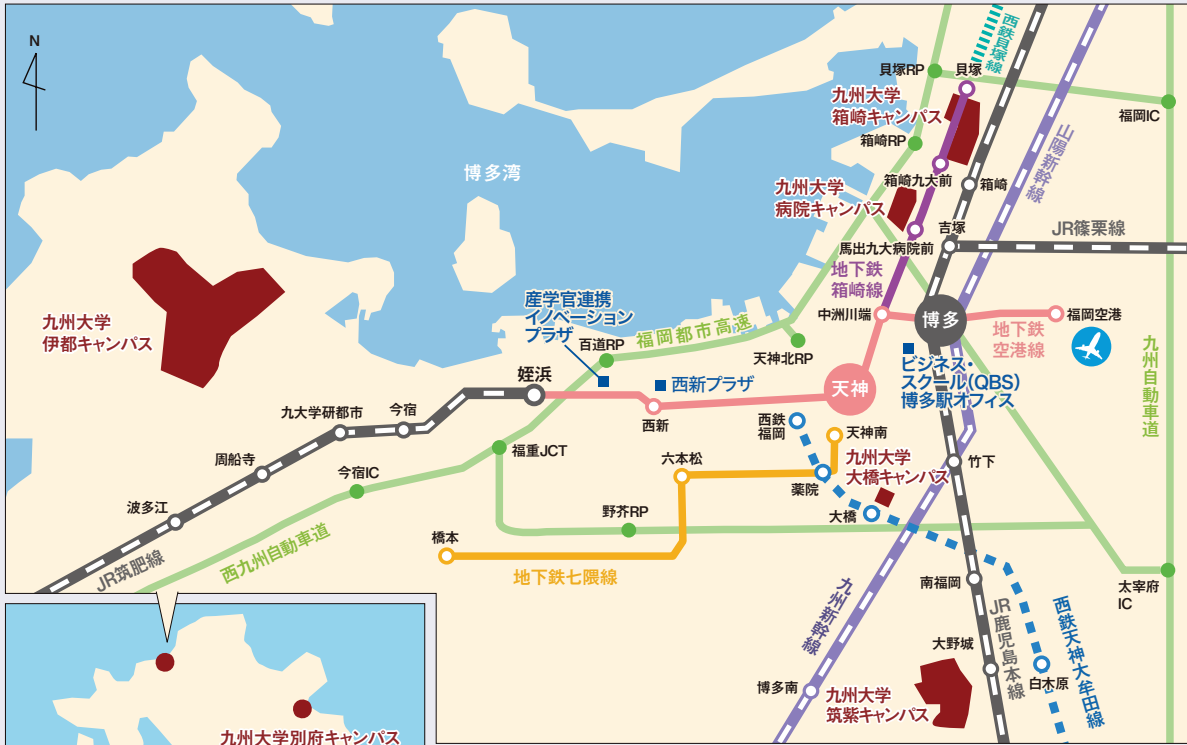 N
西鉄貝塚線
貝塚RP
貝塚
九州大学
箱崎キャンパス
福岡IC
箱崎RP
山陽新幹線
博多湾
箱崎九大前
箱崎
九州大学
病院キャンパス
吉塚
JR篠栗線
馬出九大病院前
地下鉄
箱崎線
産学官連携
イノベーション
プラザ
中洲川端
博多
福岡空港
九州大学
伊都キャンパス
福岡都市高速
地下鉄
空港線
百道RP
天神北RP
九州自動車道
ビジネス・
スクール(QBS)
博多駅オフィス
姪浜
西新プラザ
天神
西新
九大学研都市
今宿
西鉄
福岡
天神南
福重JCT
九州大学
大橋キャンパス
周船寺
六本松
竹下
今宿IC
薬院
波多江
野芥RP
大橋
橋本
JR筑肥線
西九州自動車道
地下鉄七隈線
南福岡
太宰府
IC
九州新幹線
JR鹿児島本線
西鉄天神大牟田線
大野城
白木原
博多南
九州大学
筑紫キャンパス
九州大学別府キャンパス